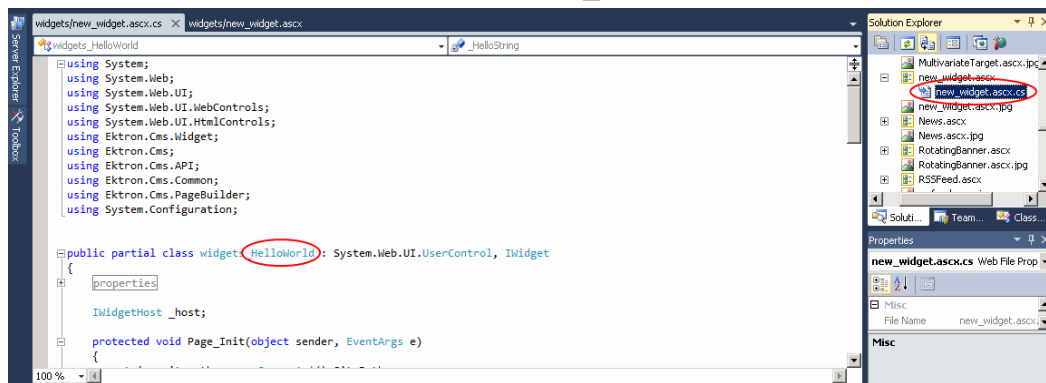 widgets/new_widget.ascx.cs widgets/new_widget.ascx
widgets_HelloWorld _HelloString
Server Explorer
Toolbox
using System;
using System.Web;
using System.Web.UI;
using System.Web.UI.WebControls;
using System.Web.UI.HtmlControls;
using Ektron.Cms.Widget;
using Ektron.Cms;
using Ektron.Cms.API;
using Ektron.Cms.Common;
using Ektron.Cms.PageBuilder;
using System.Configuration;
public partial class widgets_HelloWorld : System.Web.UI.UserControl, IWidget
{
properties
IWidgetHost _host;
protected void Page_Init(object sender, EventArgs e)
{
100 %
Solution Explorer
MultivariateTarget.ascx.jpg
new_widget.ascx
new_widget.ascx.cs
new_widget.ascx.jpg
News.ascx
News.ascx.jpg
RotatingBanner.ascx
RotatingBanner.ascx.jpg
RSSFeed.ascx
Soluti... Team... Class...
Properties
new_widget.ascx.cs Web File Prop
Misc
File Name new_widget.ascx.
Misc